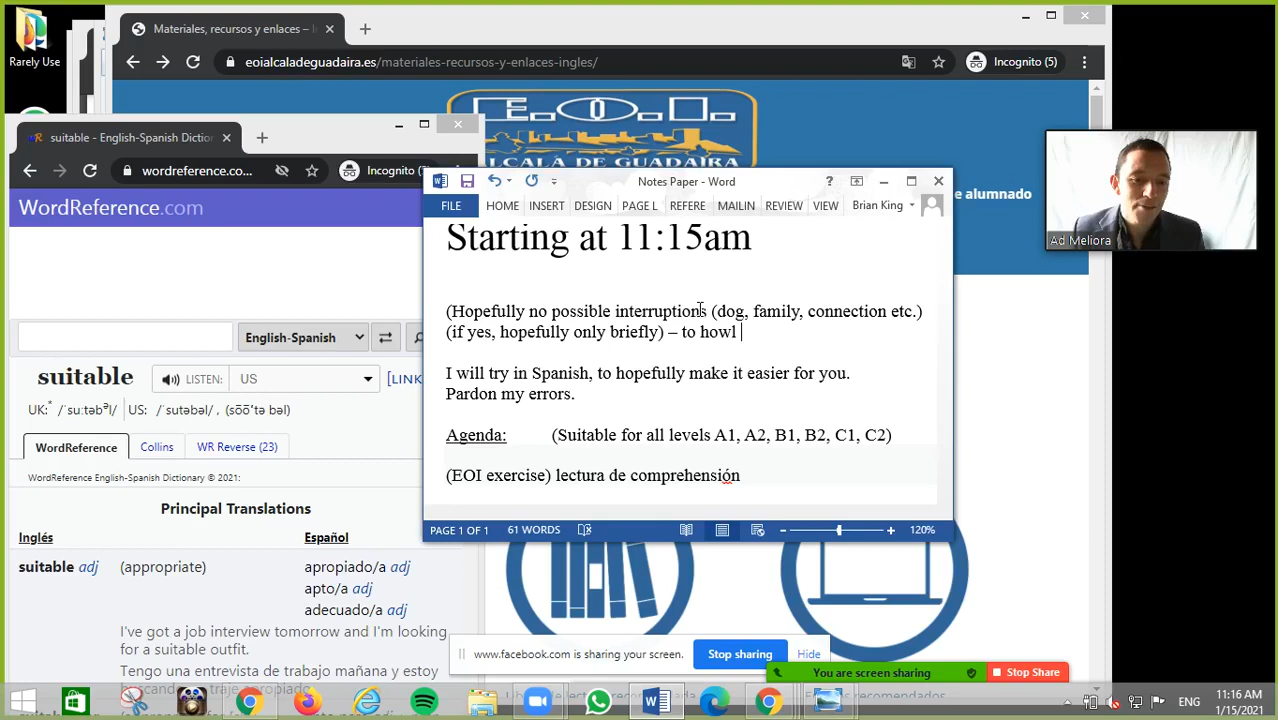 Rarely Use
Materiales, recursos y enlaces – I
eoialcaladeguadaira.es/materiales-recursos-y-enlaces-ingles/
Incognito (5)
ALCALÁ DE GUADAÍRA
e alumnado
suitable - English-Spanish Diction
wordreference.co...
Incognito (
WordReference.com
English-Spanish
suitable
LISTEN:
US
[LINK
UK:* /ˈsuːtəbəl/ US: /ˈsutəbəl/ , (so͞oʹtə bəl)
WordReference
Collins
WR Reverse (23)
WordReference English-Spanish Dictionary © 2021:
Principal Translations
Inglés
Español
suitable adj
(appropriate)
apropiado/a adj
apto/a adj
adecuado/a adj
I've got a job interview tomorrow and I'm looking
for a suitable outfit.
Tengo una entrevista de trabajo mañana y estoy
Notes Paper - Word
FILE
HOME
INSERT
DESIGN
PAGE L
REFERE
MAILIN
REVIEW
VIEW
Brian King
Starting at 11:15am
(Hopefully no possible interruptions (dog, family, connection etc.)
(if yes, hopefully only briefly) – to howl
I will try in Spanish, to hopefully make it easier for you.
Pardon my errors.
Agenda: (Suitable for all levels A1, A2, B1, B2, C1, C2)
(EOI exercise) lectura de comprehensión
PAGE 1 OF 1
61 WORDS
120%
Ad Meliora
www.facebook.com is sharing your screen.
Stop sharing
Hide
You are screen sharing
Stop Share
ENG
11:16 AM
1/15/2021